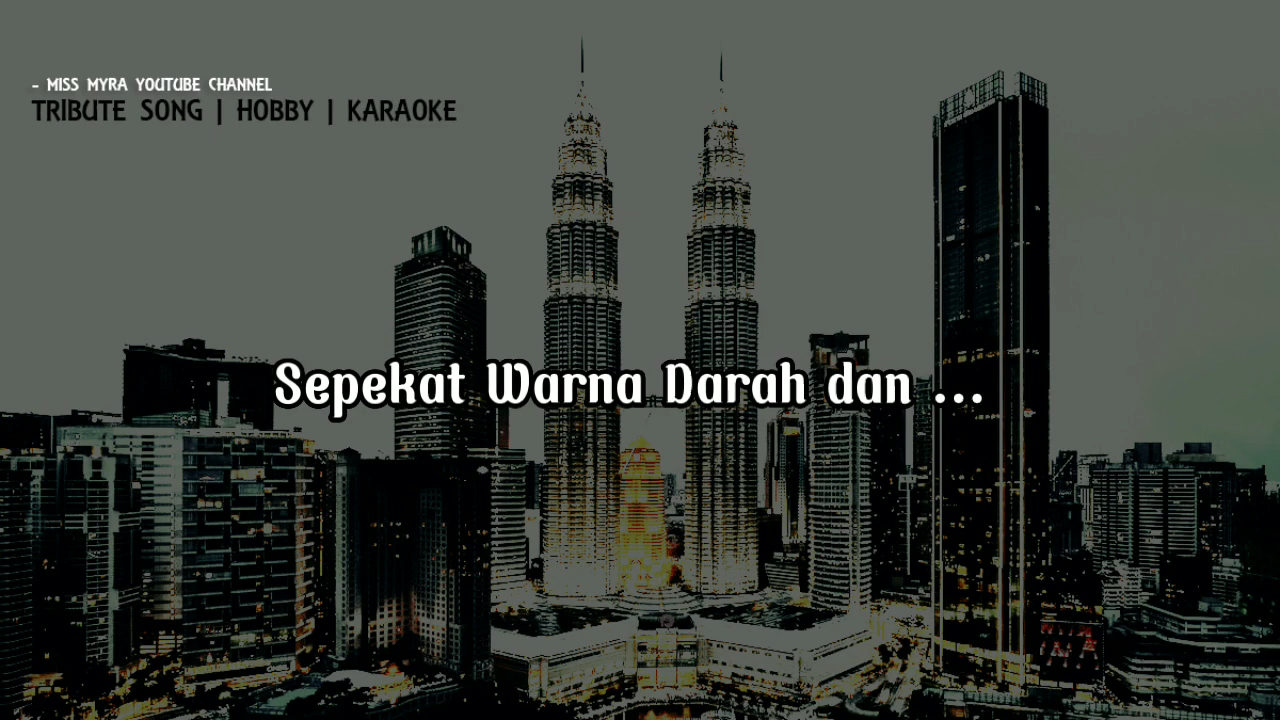 - MISS MYRA YOUTUBE CHANNEL
TRIBUTE SONG | HOBBY | KARAOKE
Sepekat Warna Darah dan ...